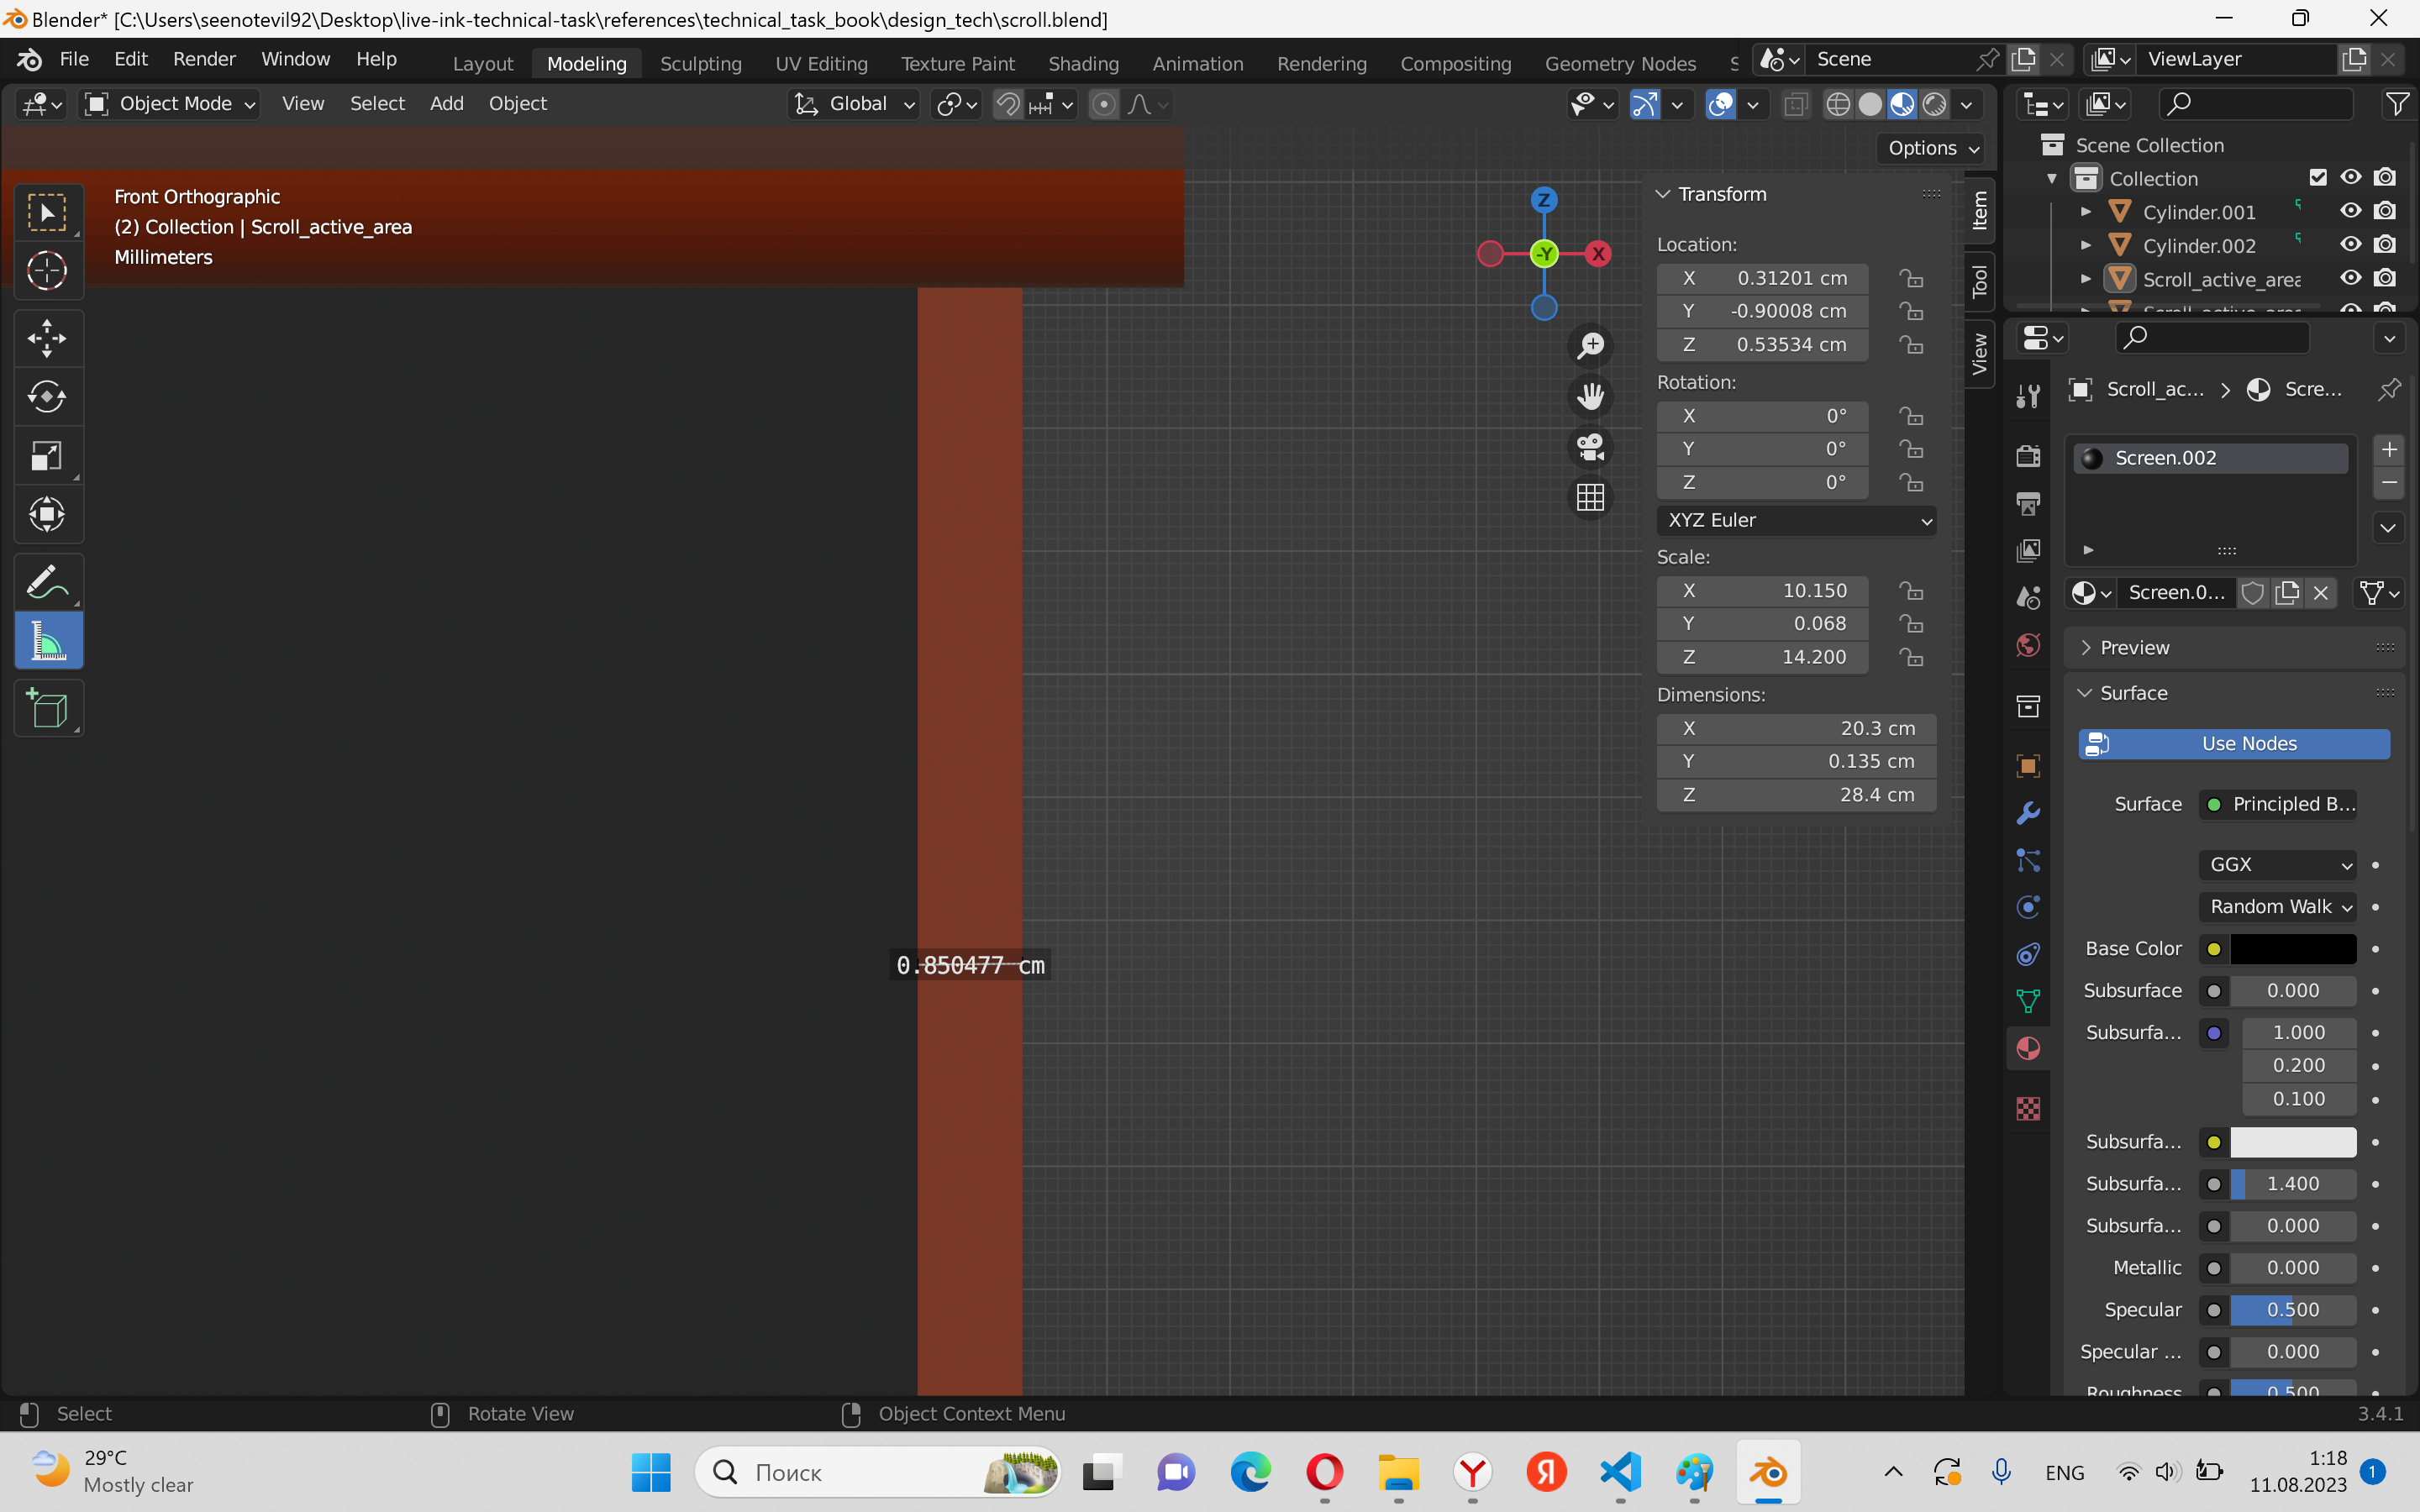 Blender* [C:\Users\seenotevil92\Desktop\live-ink-technical-task\references\technical_task_book\design_tech\scroll.blend]
File Edit Render Window Help Layout Modeling Sculpting UV Editing Texture Paint Shading Animation Rendering Compositing Geometry Nodes Scene ViewLayer
Object Mode View Select Add Object Global
Options
Front Orthographic
(2) Collection | Scroll_active_area
Millimeters
Z
-Y
X
Transform
Location:
X 0.31201 cm
Y -0.90008 cm
Z 0.53534 cm
Rotation:
X 0°
Y 0°
Z 0°
XYZ Euler
Scale:
X 10.150
Y 0.068
Z 14.200
Dimensions:
X 20.3 cm
Y 0.135 cm
Z 28.4 cm
Item
Tool
View
0.850477 cm
Scene Collection
Collection
Cylinder.001
Cylinder.002
Scroll_active_area
Scroll_ac... Scre...
Screen.002
Screen.0...
Preview
Surface
Use Nodes
Surface Principled B...
GGX
Random Walk
Base Color
Subsurface 0.000
Subsurfa... 1.000
0.200
0.100
Subsurfa...
Subsurfa... 1.400
Subsurfa... 0.000
Metallic 0.000
Specular 0.500
Specular ... 0.000
Roughness 0.500
Select Rotate View Object Context Menu 3.4.1
29°C
Mostly clear
Поиск
ENG
1:18
11.08.2023
1